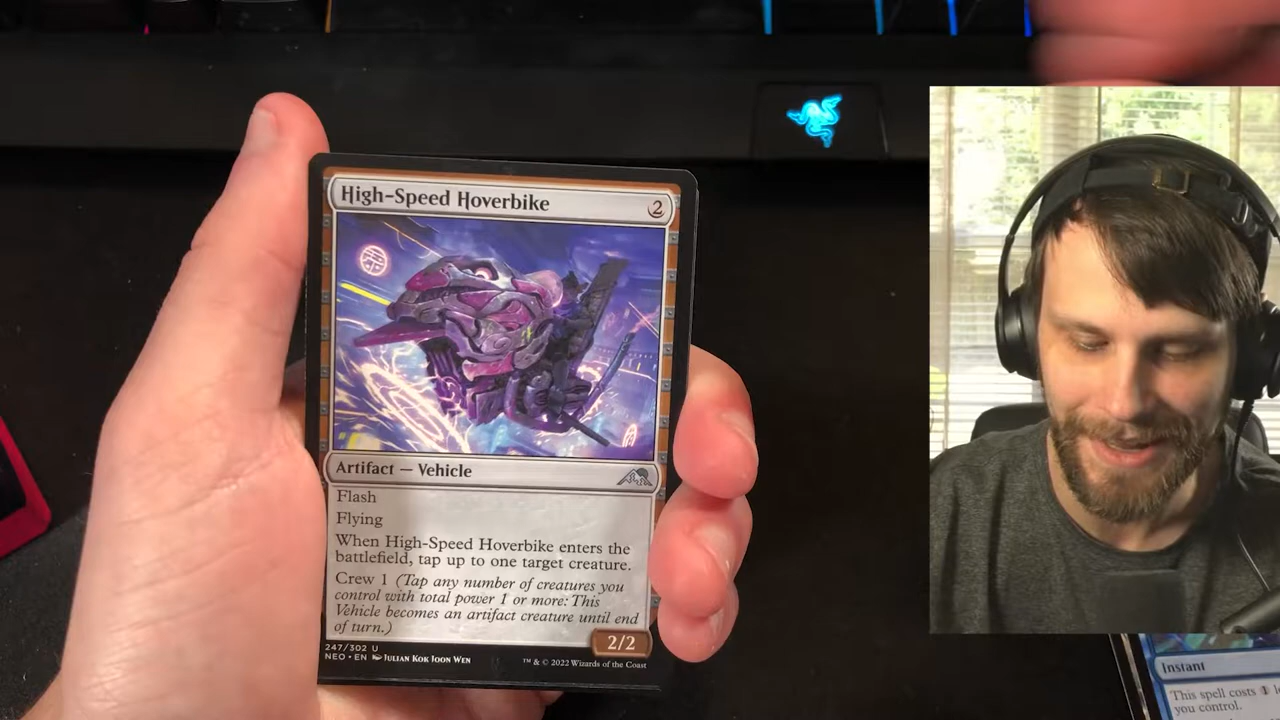 High-Speed Hoverbike
2
Artifact — Vehicle
Flash
Flying
When High-Speed Hoverbike enters the
battlefield, tap up to one target creature.
Crew 1 (Tap any number of creatures you
control with total power 1 or more: This
Vehicle becomes an artifact creature until end
of turn.)
2/2
247/302 U
NEO • EN JULIAN KOK JOON WEN
™ & © 2022 Wizards of the Coast
Instant
This spell costs 1
you control.